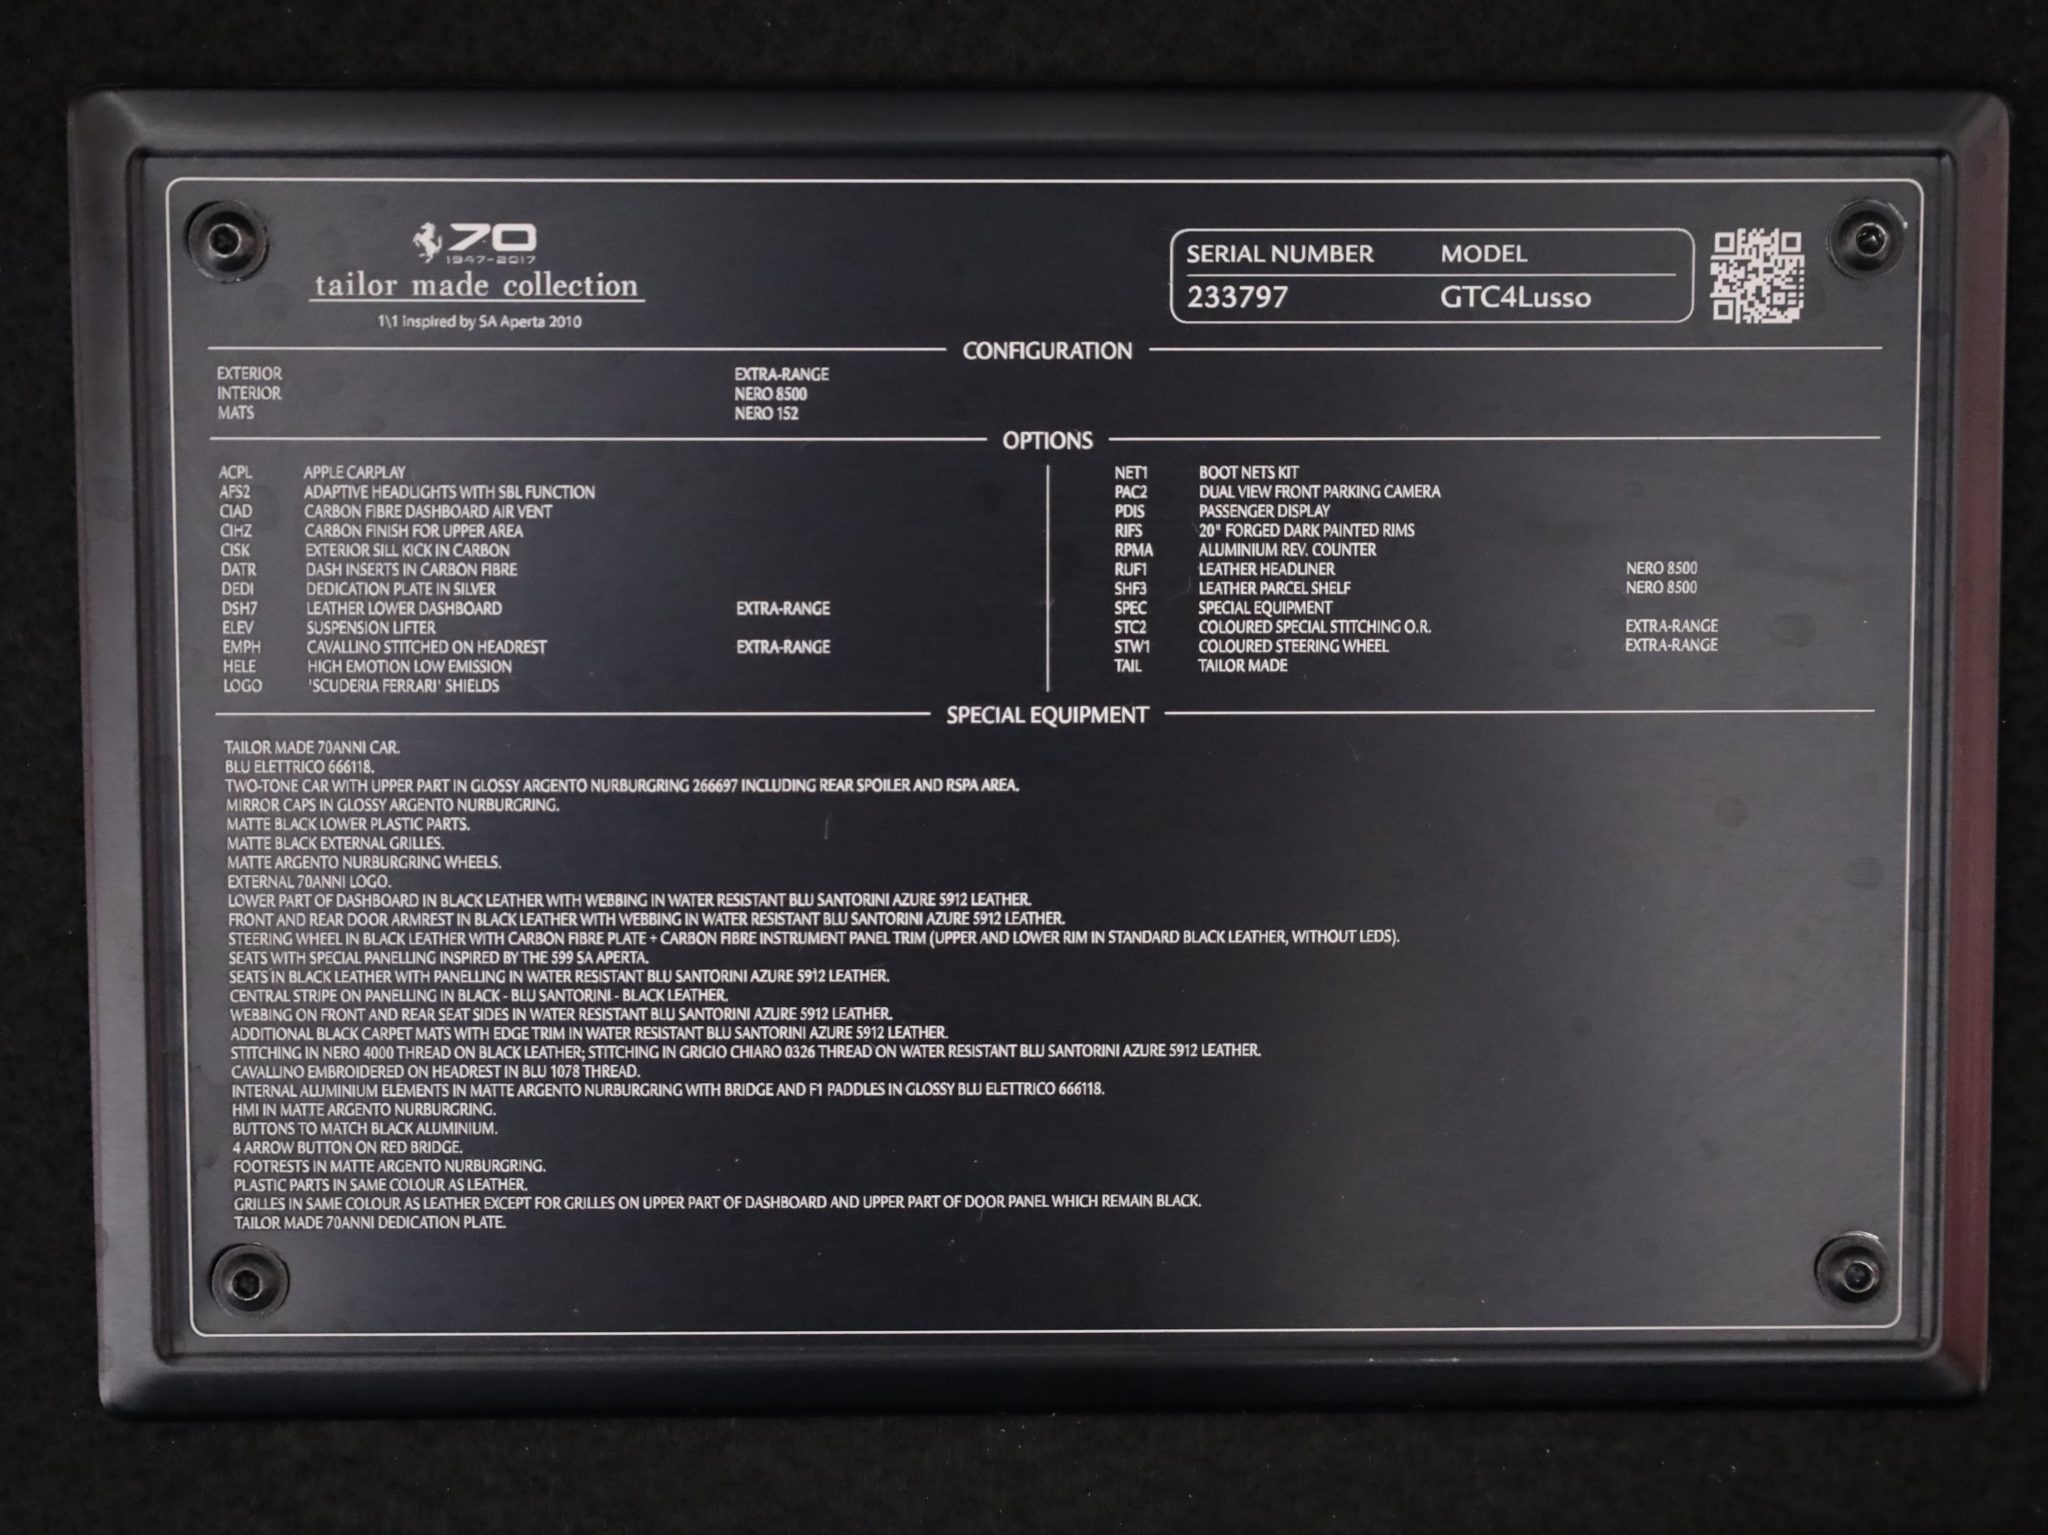 70
1947-2017
tailor made collection
1\1 inspired by SA Aperta 2010
SERIAL NUMBER MODEL
233797 GTC4Lusso
CONFIGURATION
EXTERIOR EXTRA-RANGE
INTERIOR NERO 8500
MATS NERO 152
OPTIONS
ACPL APPLE CARPLAY
AFS2 ADAPTIVE HEADLIGHTS WITH SBL FUNCTION
CIAD CARBON FIBRE DASHBOARD AIR VENT
CIHZ CARBON FINISH FOR UPPER AREA
CISK EXTERIOR SILL KICK IN CARBON
DATR DASH INSERTS IN CARBON FIBRE
DEDI DEDICATION PLATE IN SILVER
DSH7 LEATHER LOWER DASHBOARD EXTRA-RANGE
ELEV SUSPENSION LIFTER
EMPH CAVALLINO STITCHED ON HEADREST EXTRA-RANGE
HELE HIGH EMOTION LOW EMISSION
LOGO 'SCUDERIA FERRARI' SHIELDS
NET1 BOOT NETS KIT
PAC2 DUAL VIEW FRONT PARKING CAMERA
PDIS PASSENGER DISPLAY
RIFS 20" FORGED DARK PAINTED RIMS
RPMA ALUMINIUM REV. COUNTER
RUF1 LEATHER HEADLINER NERO 8500
SHF3 LEATHER PARCEL SHELF NERO 8500
SPEC SPECIAL EQUIPMENT
STC2 COLOURED SPECIAL STITCHING O.R. EXTRA-RANGE
STW1 COLOURED STEERING WHEEL EXTRA-RANGE
TAIL TAILOR MADE
SPECIAL EQUIPMENT
TAILOR MADE 70ANNI CAR.
BLU ELETTRICO 666118.
TWO-TONE CAR WITH UPPER PART IN GLOSSY ARGENTO NURBURGRING 266697 INCLUDING REAR SPOILER AND RSPA AREA.
MIRROR CAPS IN GLOSSY ARGENTO NURBURGRING.
MATTE BLACK LOWER PLASTIC PARTS.
MATTE BLACK EXTERNAL GRILLES.
MATTE ARGENTO NURBURGRING WHEELS.
EXTERNAL 70ANNI LOGO.
LOWER PART OF DASHBOARD IN BLACK LEATHER WITH WEBBING IN WATER RESISTANT BLU SANTORINI AZURE 5912 LEATHER.
FRONT AND REAR DOOR ARMREST IN BLACK LEATHER WITH WEBBING IN WATER RESISTANT BLU SANTORINI AZURE 5912 LEATHER.
STEERING WHEEL IN BLACK LEATHER WITH CARBON FIBRE PLATE + CARBON FIBRE INSTRUMENT PANEL TRIM (UPPER AND LOWER RIM IN STANDARD BLACK LEATHER, WITHOUT LEDS).
SEATS WITH SPECIAL PANELLING INSPIRED BY THE 599 SA APERTA.
SEATS IN BLACK LEATHER WITH PANELLING IN WATER RESISTANT BLU SANTORINI AZURE 5912 LEATHER.
CENTRAL STRIPE ON PANELLING IN BLACK - BLU SANTORINI - BLACK LEATHER.
WEBBING ON FRONT AND REAR SEAT SIDES IN WATER RESISTANT BLU SANTORINI AZURE 5912 LEATHER.
ADDITIONAL BLACK CARPET MATS WITH EDGE TRIM IN WATER RESISTANT BLU SANTORINI AZURE 5912 LEATHER.
STITCHING IN NERO 4000 THREAD ON BLACK LEATHER; STITCHING IN GRIGIO CHIARO 0326 THREAD ON WATER RESISTANT BLU SANTORINI AZURE 5912 LEATHER.
CAVALLINO EMBROIDERED ON HEADREST IN BLU 1078 THREAD.
INTERNAL ALUMINIUM ELEMENTS IN MATTE ARGENTO NURBURGRING WITH BRIDGE AND F1 PADDLES IN GLOSSY BLU ELETTRICO 666118.
HMI IN MATTE ARGENTO NURBURGRING.
BUTTONS TO MATCH BLACK ALUMINIUM.
4 ARROW BUTTON ON RED BRIDGE.
FOOTRESTS IN MATTE ARGENTO NURBURGRING.
PLASTIC PARTS IN SAME COLOUR AS LEATHER.
GRILLES IN SAME COLOUR AS LEATHER EXCEPT FOR GRILLES ON UPPER PART OF DASHBOARD AND UPPER PART OF DOOR PANEL WHICH REMAIN BLACK.
TAILOR MADE 70ANNI DEDICATION PLATE.